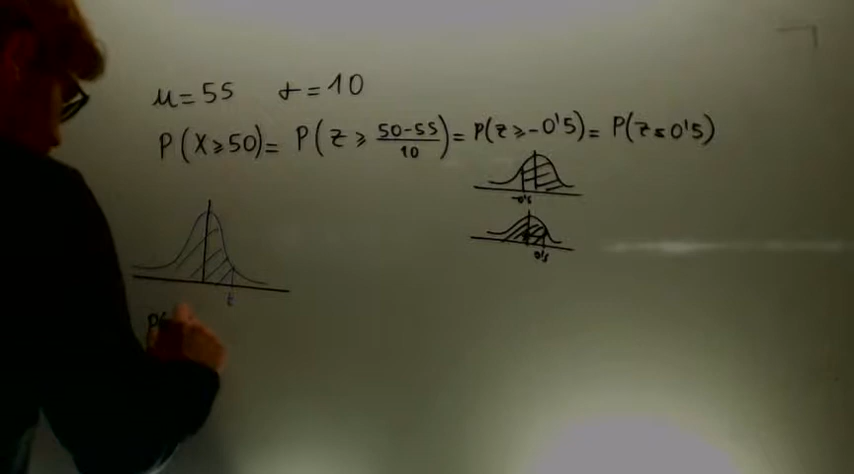 μ=55 σ=10
P(X≥50)= P(Z≥ 50-55/10)= P(Z≥-0'5)= P(Z≤0'5)
-0'5
0'5
t
P(